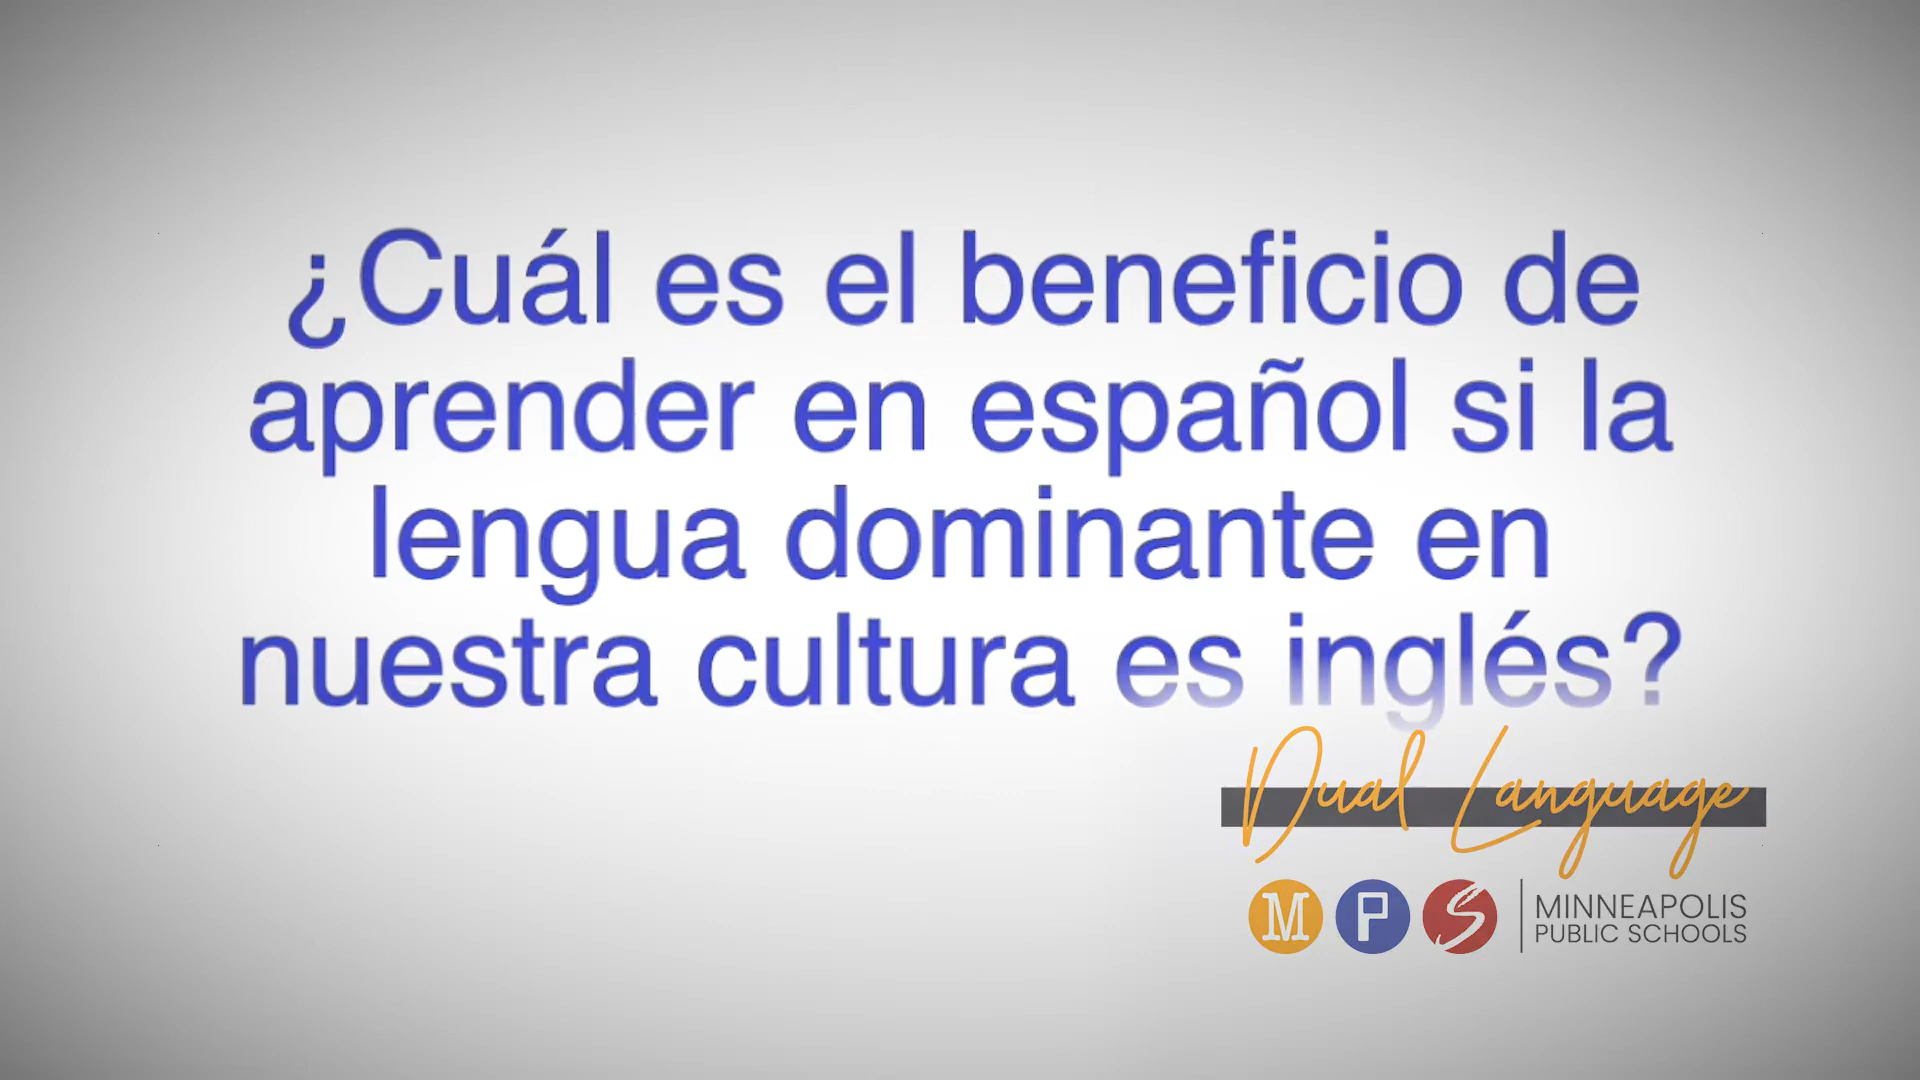 ¿Cuál es el beneficio de
aprender en español si la
lengua dominante en
nuestra cultura es inglés?
Dual Language
M P S
MINNEAPOLIS
PUBLIC SCHOOLS